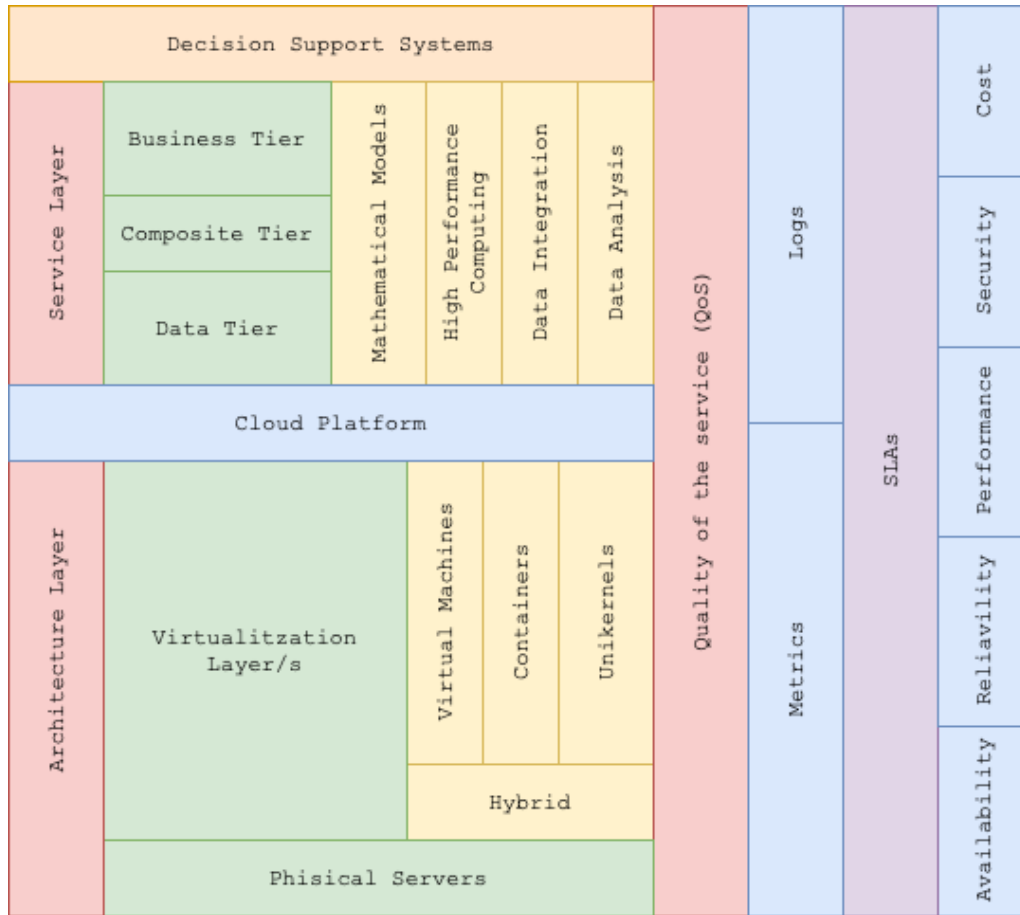 Decision Support Systems
Service Layer
Business Tier
Composite Tier
Data Tier
Mathematical Models
High Performance
Computing
Data Integration
Data Analysis
Cloud Platform
Architecture Layer
Virtualitzation
Layer/s
Virtual Machines
Containers
Unikernels
Hybrid
Phisical Servers
Quality of the service (QoS)
Logs
Metrics
SLAs
Cost
Security
Performance
Reliavility
Availability